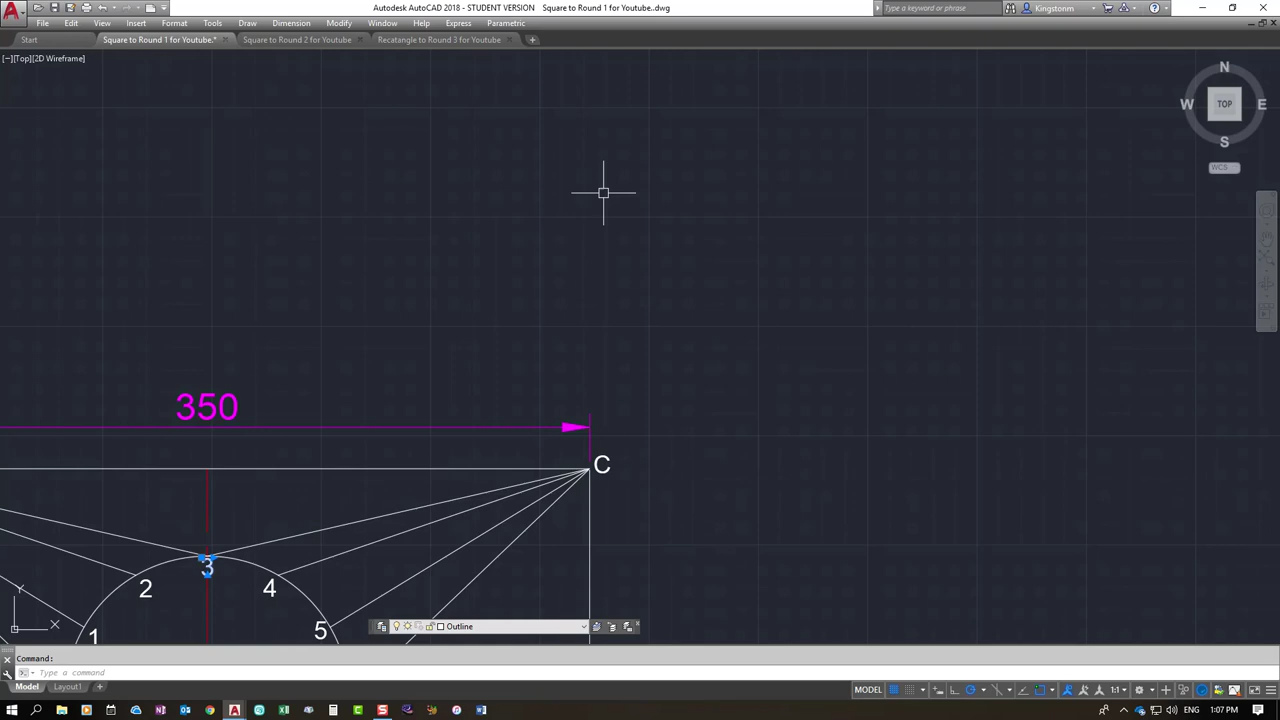 Autodesk AutoCAD 2018 - STUDENT VERSION Square to Round 1 for Youtube..dwg
Type a keyword or phrase
Kingstonm
File Edit View Insert Format Tools Draw Dimension Modify Window Help Express Parametric
Start Square to Round 1 for Youtube.* Square to Round 2 for Youtube Recatangle to Round 3 for Youtube
[−][Top][2D Wireframe]
N
W TOP E
S
WCS
350
C
3
2 4
Y
1 5
X
Outline
Command:
Type a command
Model Layout1
MODEL 1:1
1:07 PM